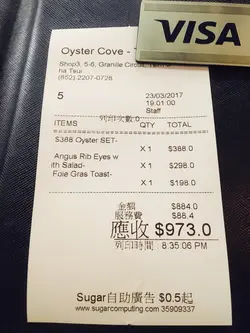 VISA
Oyster Cove -
Shop3, 5-6, Granville Circuit,
ha Tsui
(852) 2207-0728
5 23/03/2017
19:01:00
Staff
列印次數:0
ITEMS QTY TOTAL
$388 Oyster SET- X 1 $388.0
Angus Rib Eyes w X 1 $298.0
ith Salad-
Foie Gras Toast- X 1 $198.0
金額 $884.0
服務費 $88.4
應收 $973.0
列印時間 8:35:06 PM
Sugar自助廣告 $0.5起
www.sugarcomputing.com 35909337